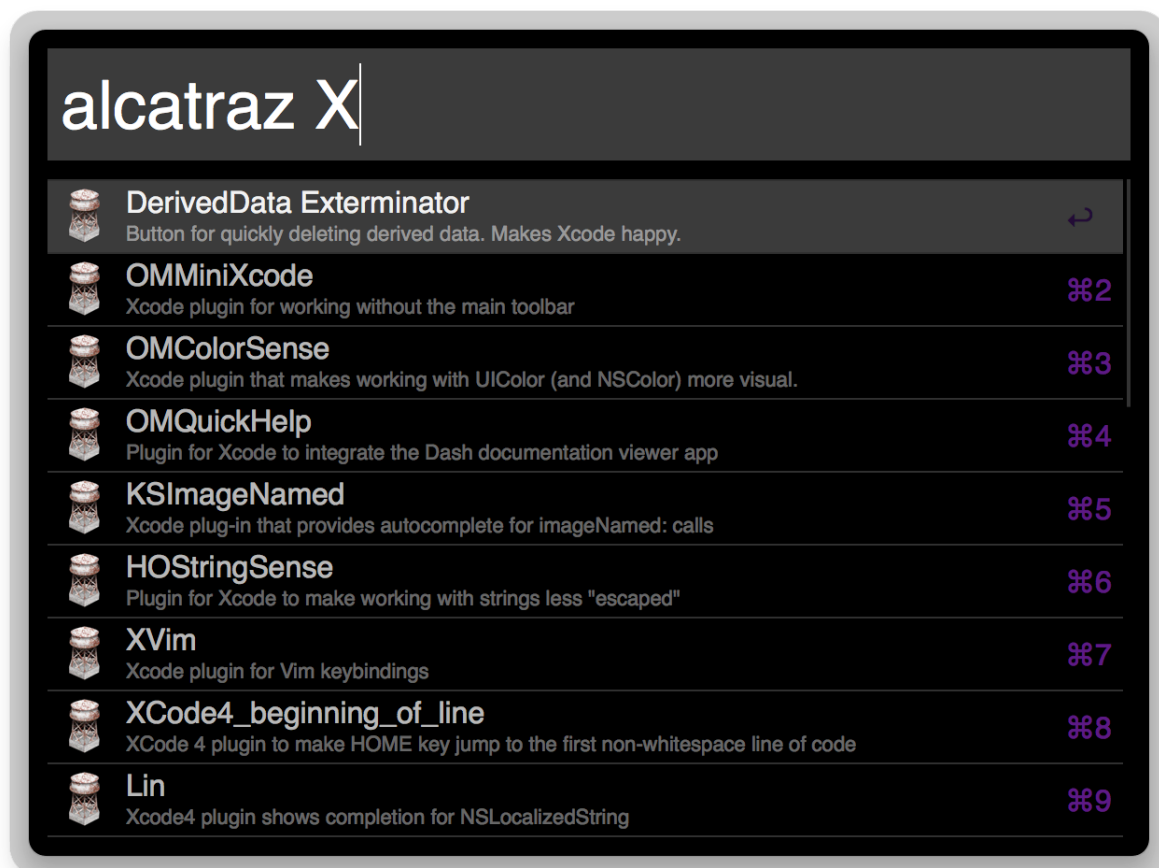 alcatraz X
DerivedData Exterminator
Button for quickly deleting derived data. Makes Xcode happy.
↩
OMMiniXcode
Xcode plugin for working without the main toolbar
⌘2
OMColorSense
Xcode plugin that makes working with UIColor (and NSColor) more visual.
⌘3
OMQuickHelp
Plugin for Xcode to integrate the Dash documentation viewer app
⌘4
KSImageNamed
Xcode plug-in that provides autocomplete for imageNamed: calls
⌘5
HOStringSense
Plugin for Xcode to make working with strings less "escaped"
⌘6
XVim
Xcode plugin for Vim keybindings
⌘7
XCode4_beginning_of_line
XCode 4 plugin to make HOME key jump to the first non-whitespace line of code
⌘8
Lin
Xcode4 plugin shows completion for NSLocalizedString
⌘9